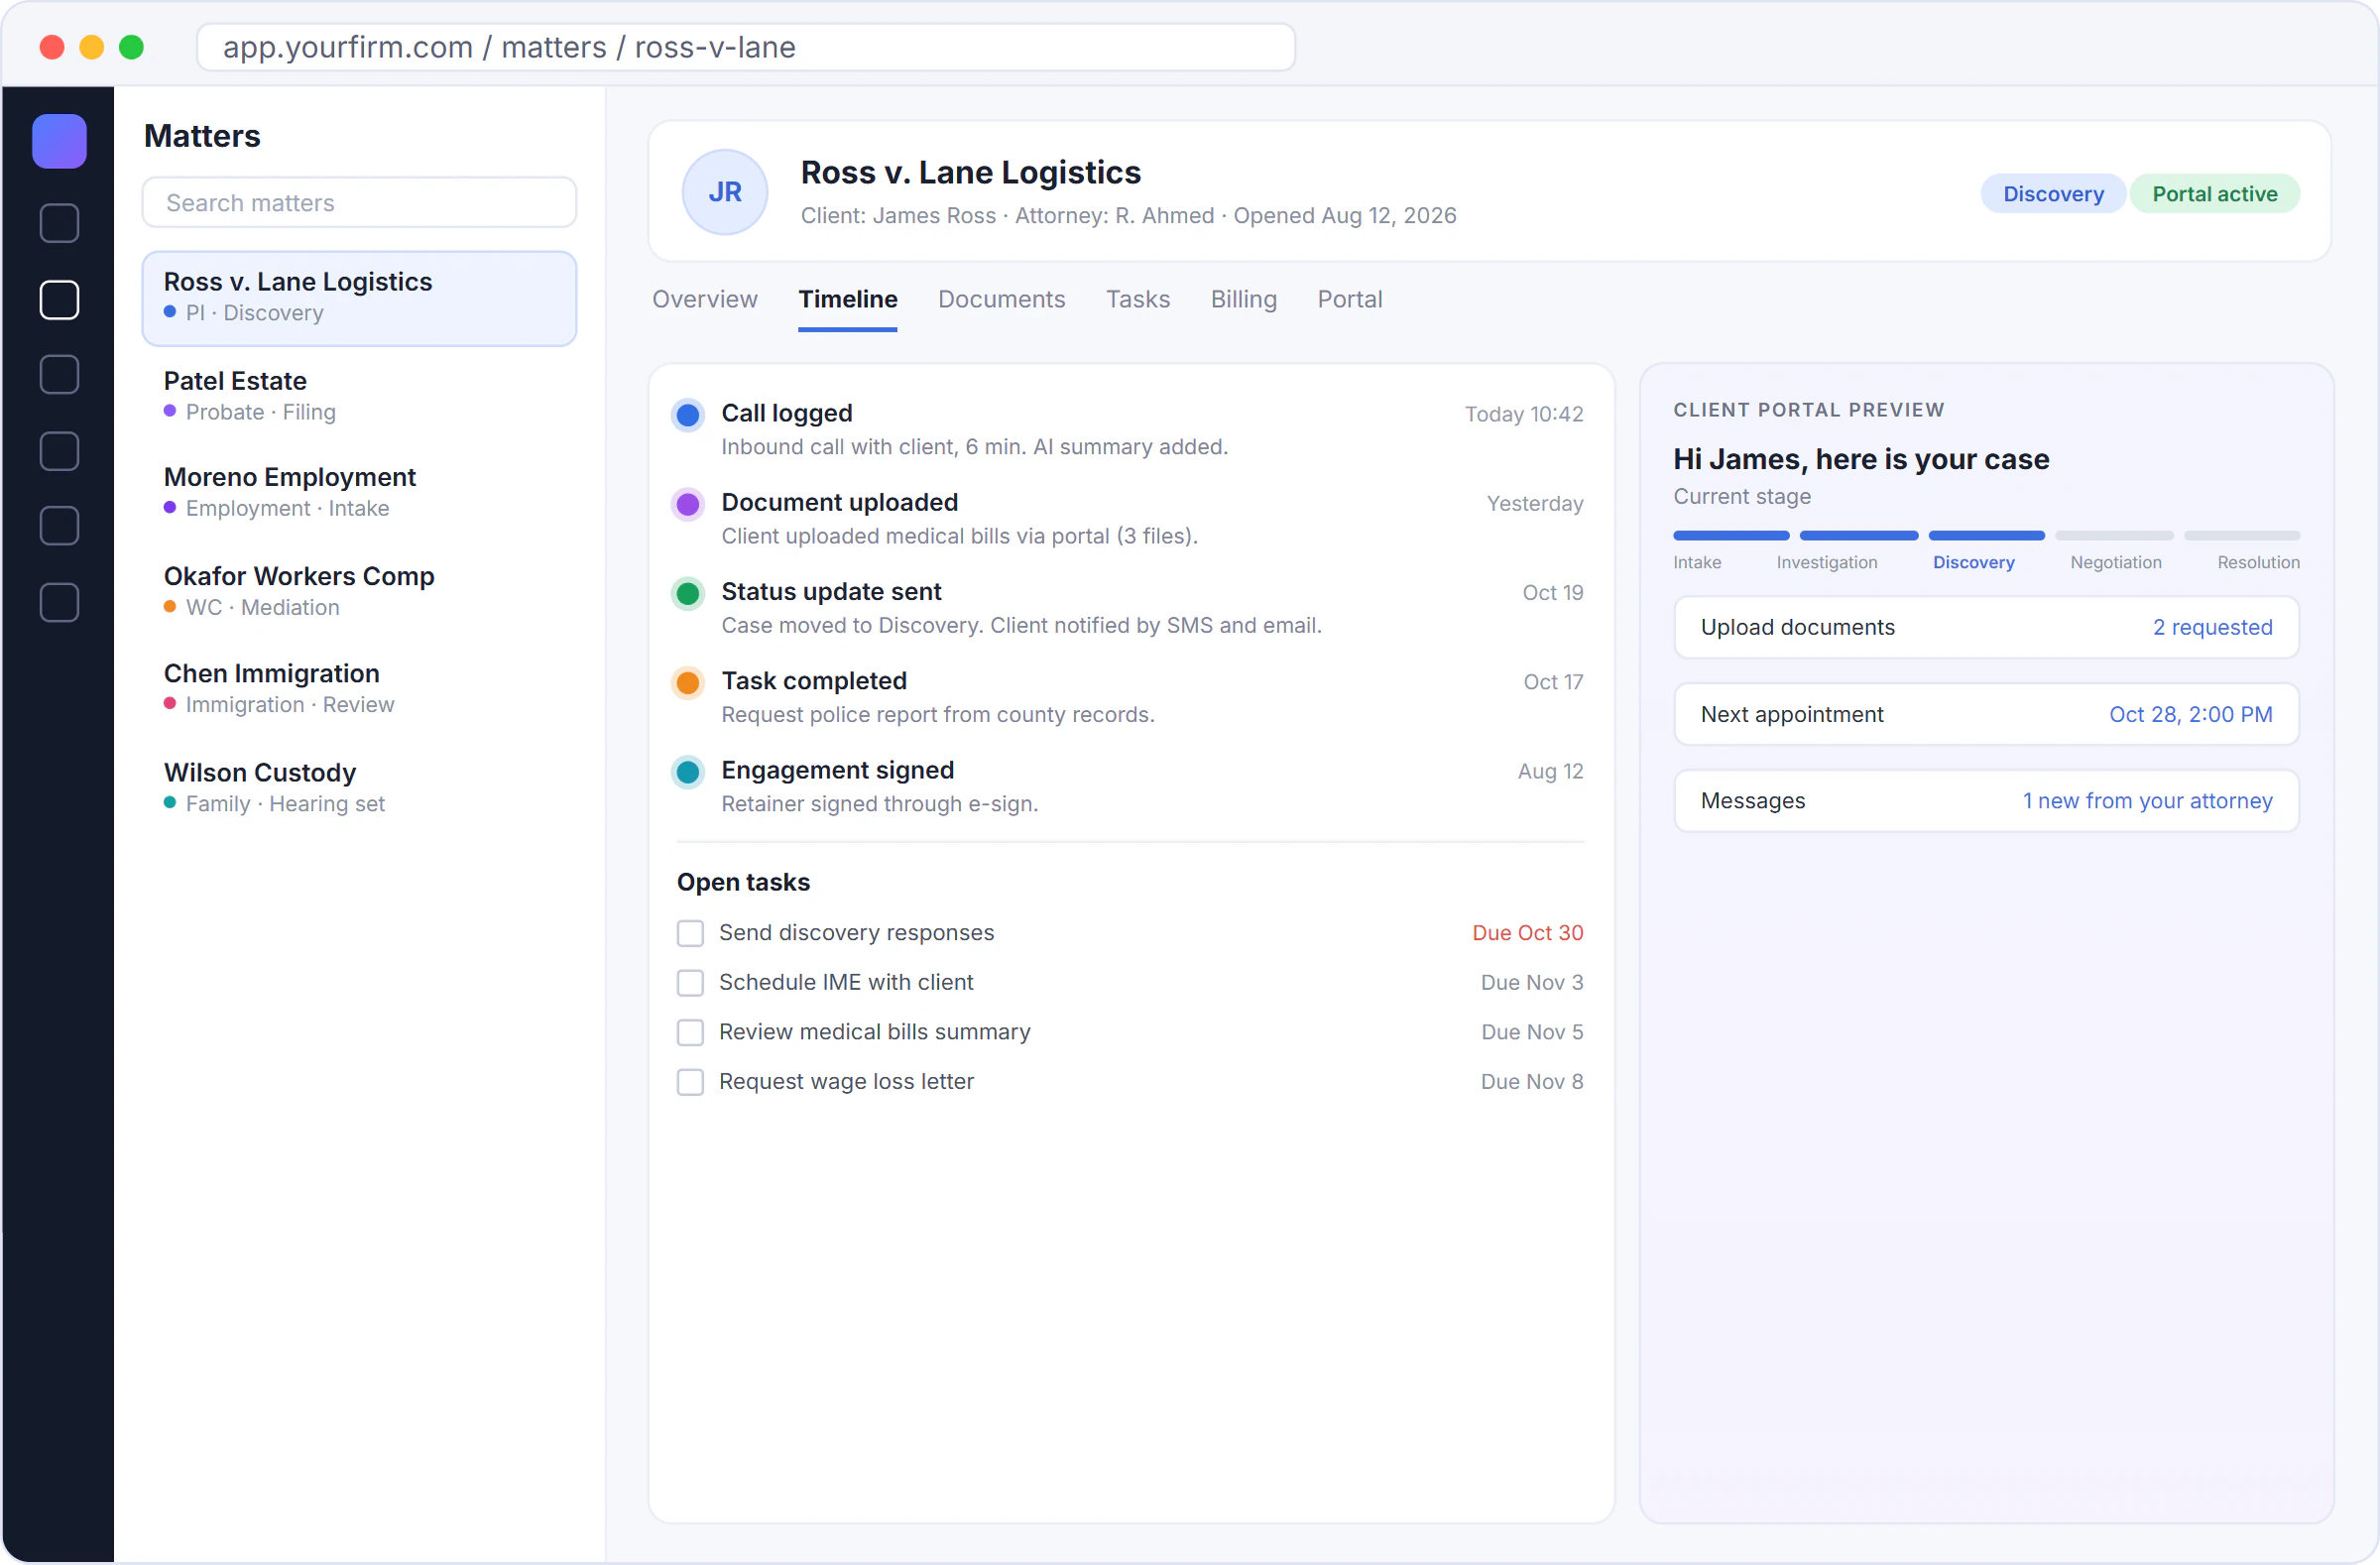 app.yourfirm.com / matters / ross-v-lane
Matters
Search matters
Ross v. Lane Logistics
PI · Discovery
Patel Estate
Probate · Filing
Moreno Employment
Employment · Intake
Okafor Workers Comp
WC · Mediation
Chen Immigration
Immigration · Review
Wilson Custody
Family · Hearing set
JR
Ross v. Lane Logistics
Client: James Ross · Attorney: R. Ahmed · Opened Aug 12, 2026
Discovery
Portal active
Overview Timeline Documents Tasks Billing Portal
Call logged Today 10:42
Inbound call with client, 6 min. AI summary added.
Document uploaded Yesterday
Client uploaded medical bills via portal (3 files).
Status update sent Oct 19
Case moved to Discovery. Client notified by SMS and email.
Task completed Oct 17
Request police report from county records.
Engagement signed Aug 12
Retainer signed through e-sign.
Open tasks
Send discovery responses Due Oct 30
Schedule IME with client Due Nov 3
Review medical bills summary Due Nov 5
Request wage loss letter Due Nov 8
CLIENT PORTAL PREVIEW
Hi James, here is your case
Current stage
Intake Investigation Discovery Negotiation Resolution
Upload documents 2 requested
Next appointment Oct 28, 2:00 PM
Messages 1 new from your attorney